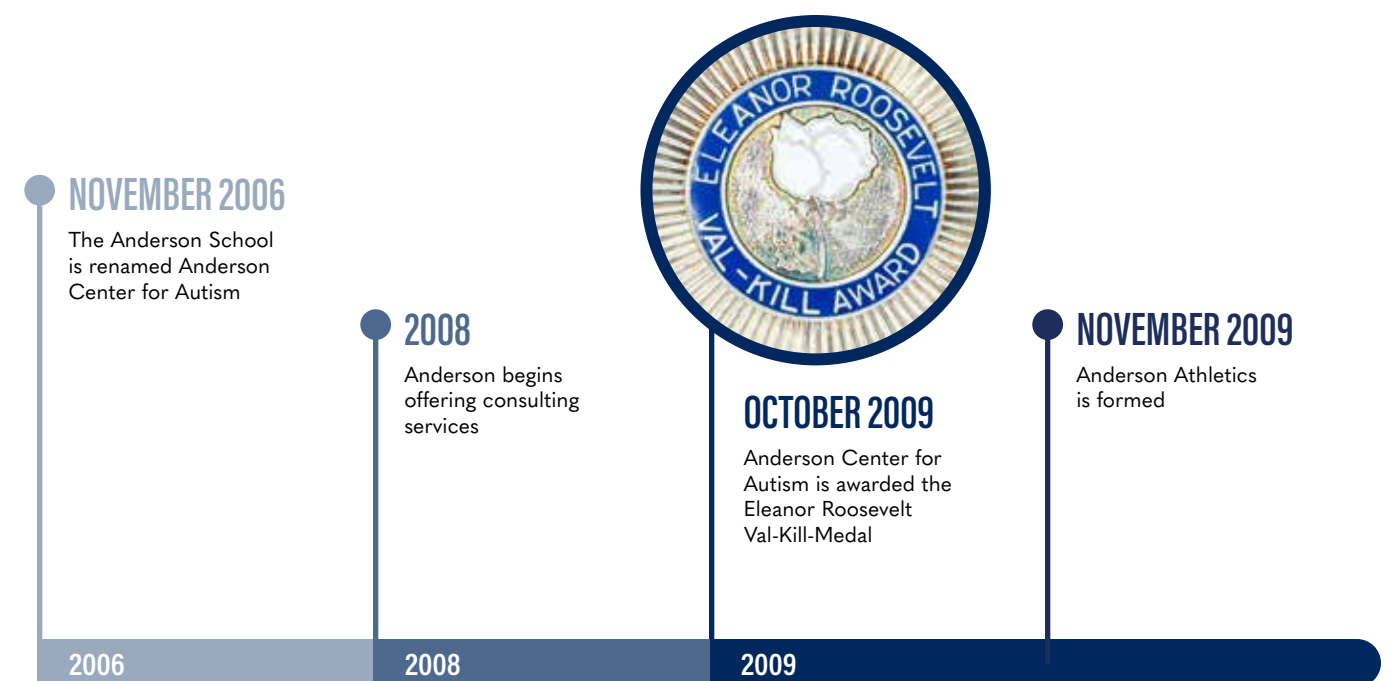 ELEANOR ROOSEVELT
VAL-KILL AWARD
NOVEMBER 2006
The Anderson School
is renamed Anderson
Center for Autism
2008
Anderson begins
offering consulting
services
OCTOBER 2009
Anderson Center for
Autism is awarded the
Eleanor Roosevelt
Val-Kill-Medal
NOVEMBER 2009
Anderson Athletics
is formed
2006
2008
2009